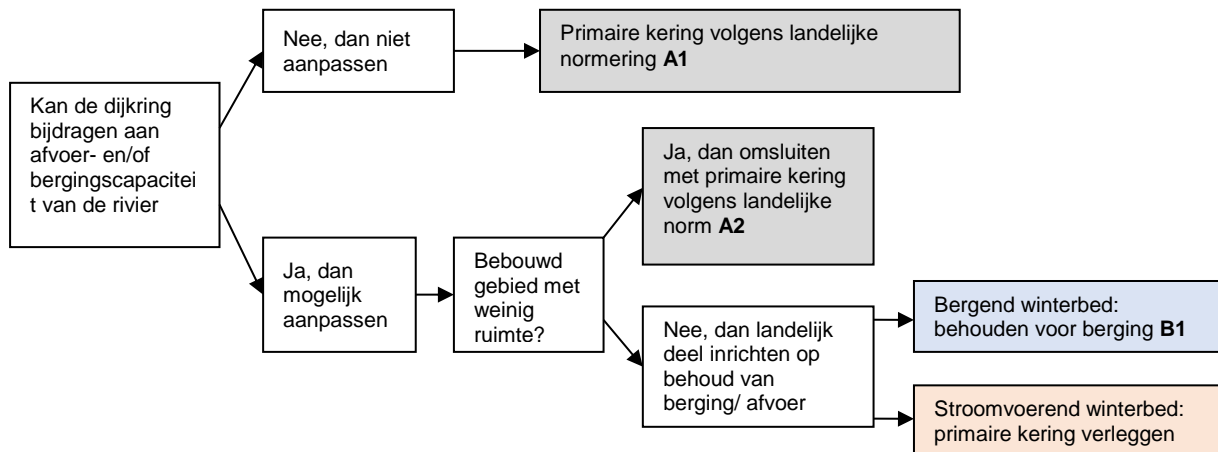 Kan de dijkring
bijdragen aan
afvoer- en/of
bergingscapacitei
t van de rivier
Nee, dan niet
aanpassen
Primaire kering volgens landelijke
normering A1
Ja, dan
mogelijk
aanpassen
Bebouwd
gebied met
weinig
ruimte?
Ja, dan omsluiten
met primaire kering
volgens landelijke
norm A2
Nee, dan landelijk
deel inrichten op
behoud van
berging/ afvoer
Bergend winterbed:
behouden voor berging B1
Stroomvoerend winterbed:
primaire kering verleggen